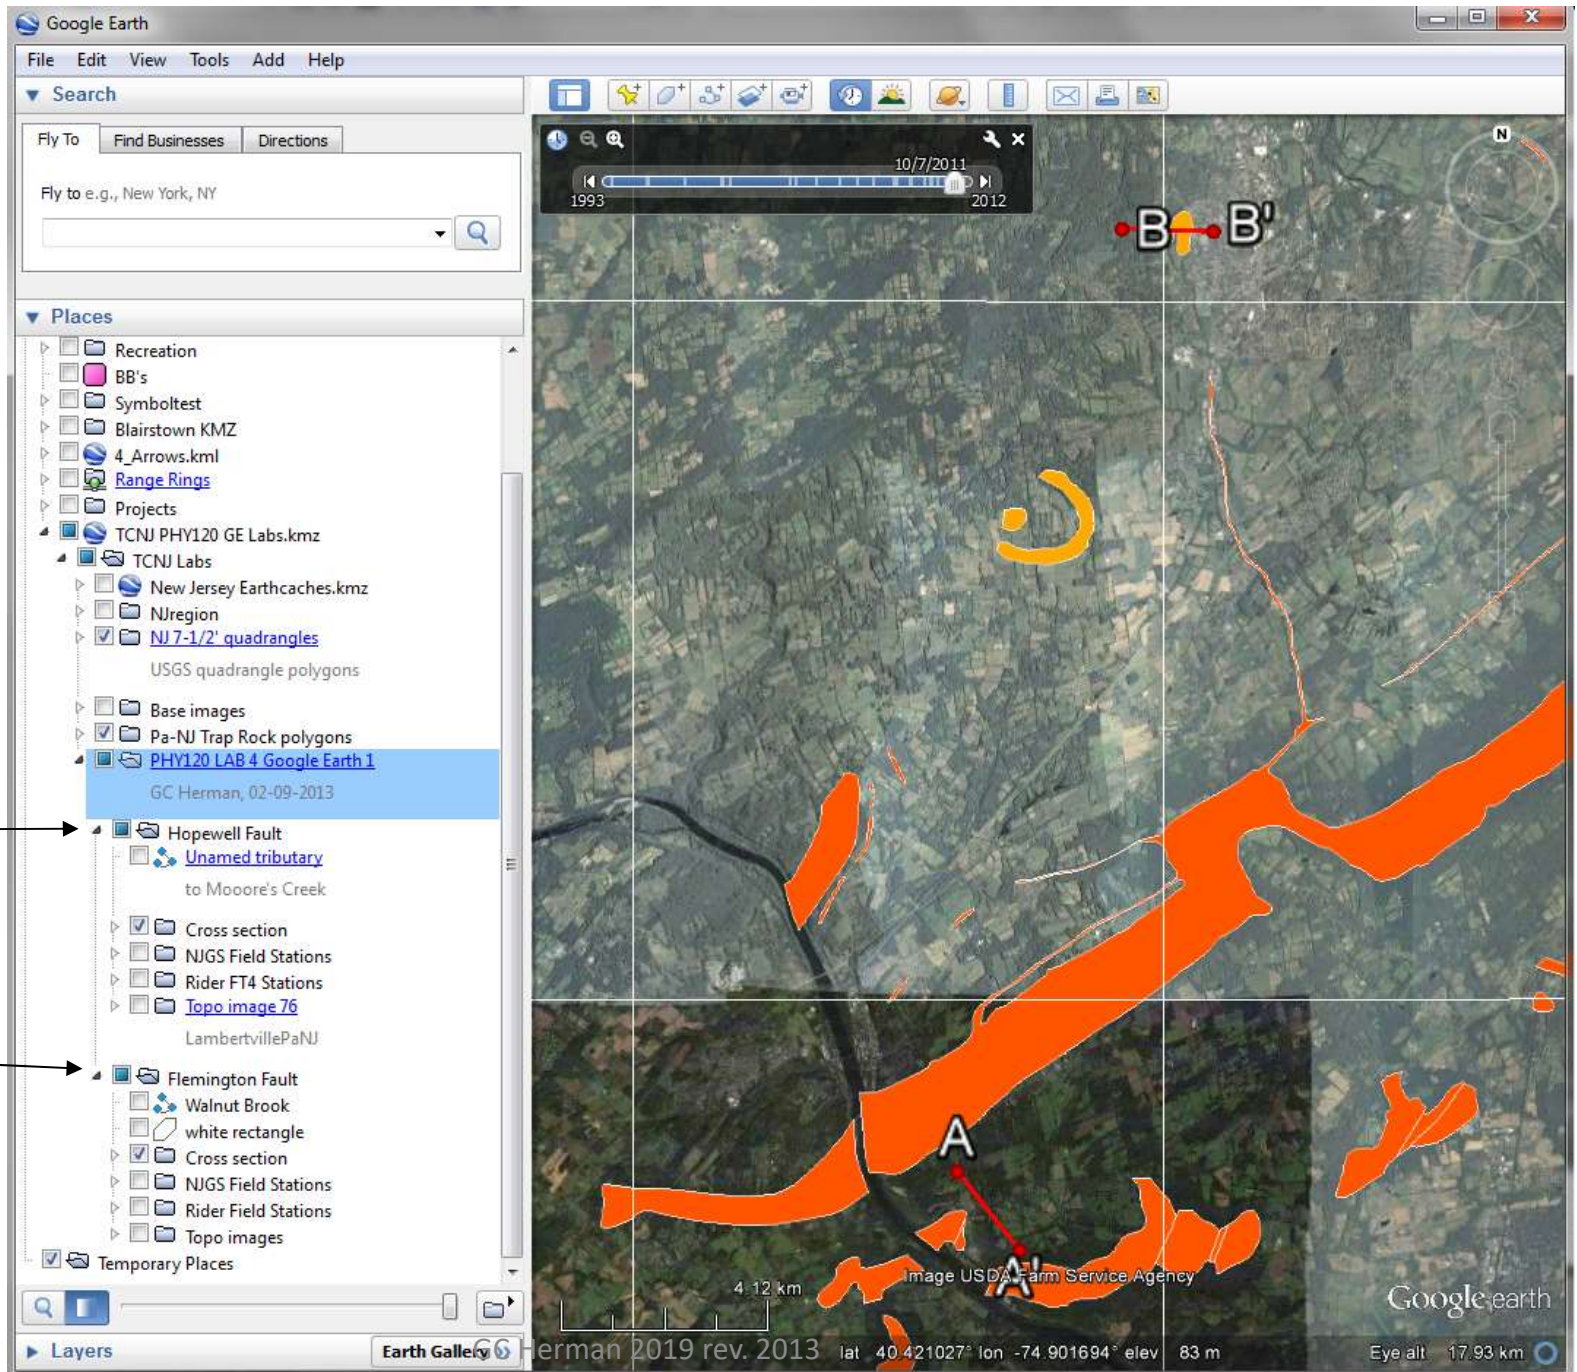 Google Earth
File Edit View Tools Add Help
Search
Fly To Find Businesses Directions
Fly to e.g., New York, NY
Places
Recreation
BB's
Symboltest
Blairstown KMZ
4_Arrows.kml
Range Rings
Projects
TCNJ PHY120 GE Labs.kmz
TCNJ Labs
New Jersey Earthcaches.kmz
NJregion
NJ 7-1/2' quadrangles
USGS quadrangle polygons
Base images
Pa-NJ Trap Rock polygons
PHY120 LAB 4 Google Earth 1
GC Herman, 02-09-2013
Hopewell Fault
Unamed tributary
to Mooore's Creek
Cross section
NJGS Field Stations
Rider FT4 Stations
Topo image 76
LambertvillePaNJ
Flemington Fault
Walnut Brook
white rectangle
Cross section
NJGS Field Stations
Rider Field Stations
Topo images
Temporary Places
Layers
Earth Gallery
10/7/2011
1993 2012
N
B B'
A
A'
Image USDA Farm Service Agency
4.12 km
Google earth
GC Herman 2019 rev. 2013
lat 40.421027° lon -74.901694° elev 83 m Eye alt 17.93 km